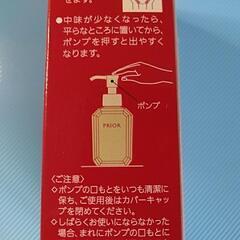 ●中味が少なくなったら、
平らなところに置いてから、
ポンプを押すと出やすく
なります。
ポンプ
PRIOR
〈ご注意〉
◇ポンプの口もとをいつも清潔に
保ち、ご使用後はカバーキャッ
プを閉めてください。
◇しばらくお使いにならなかった
場合、まれにポンプの口もとに